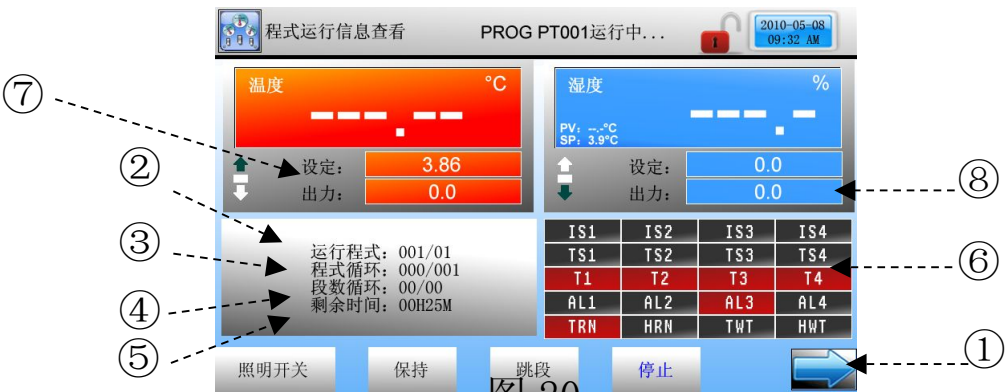 程式运行信息查看 PROG PT001运行中... 2010-05-08
09:32 AM
温度 °C
---.--
设定: 3.86
出力: 0.0
湿度 %
---.-
PV: --.-°C
SP: 3.9°C
设定: 0.0
出力: 0.0
运行程式: 001/01
程式循环: 000/001
段数循环: 00/00
剩余时间: 00H25M
IS1 IS2 IS3 IS4
TS1 TS2 TS3 TS4
T1 T2 T3 T4
AL1 AL2 AL3 AL4
TRN HRN TWT HWT
照明开关 保持 跳段 停止
图 20
⑦
②
③
④
⑤
⑧
⑥
①